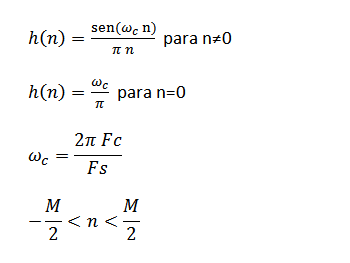 h(n) = sen(ω_c n) / π n para n≠0
h(n) = ω_c / π para n=0
ω_c = 2π Fc / Fs
− M / 2 < n < M / 2